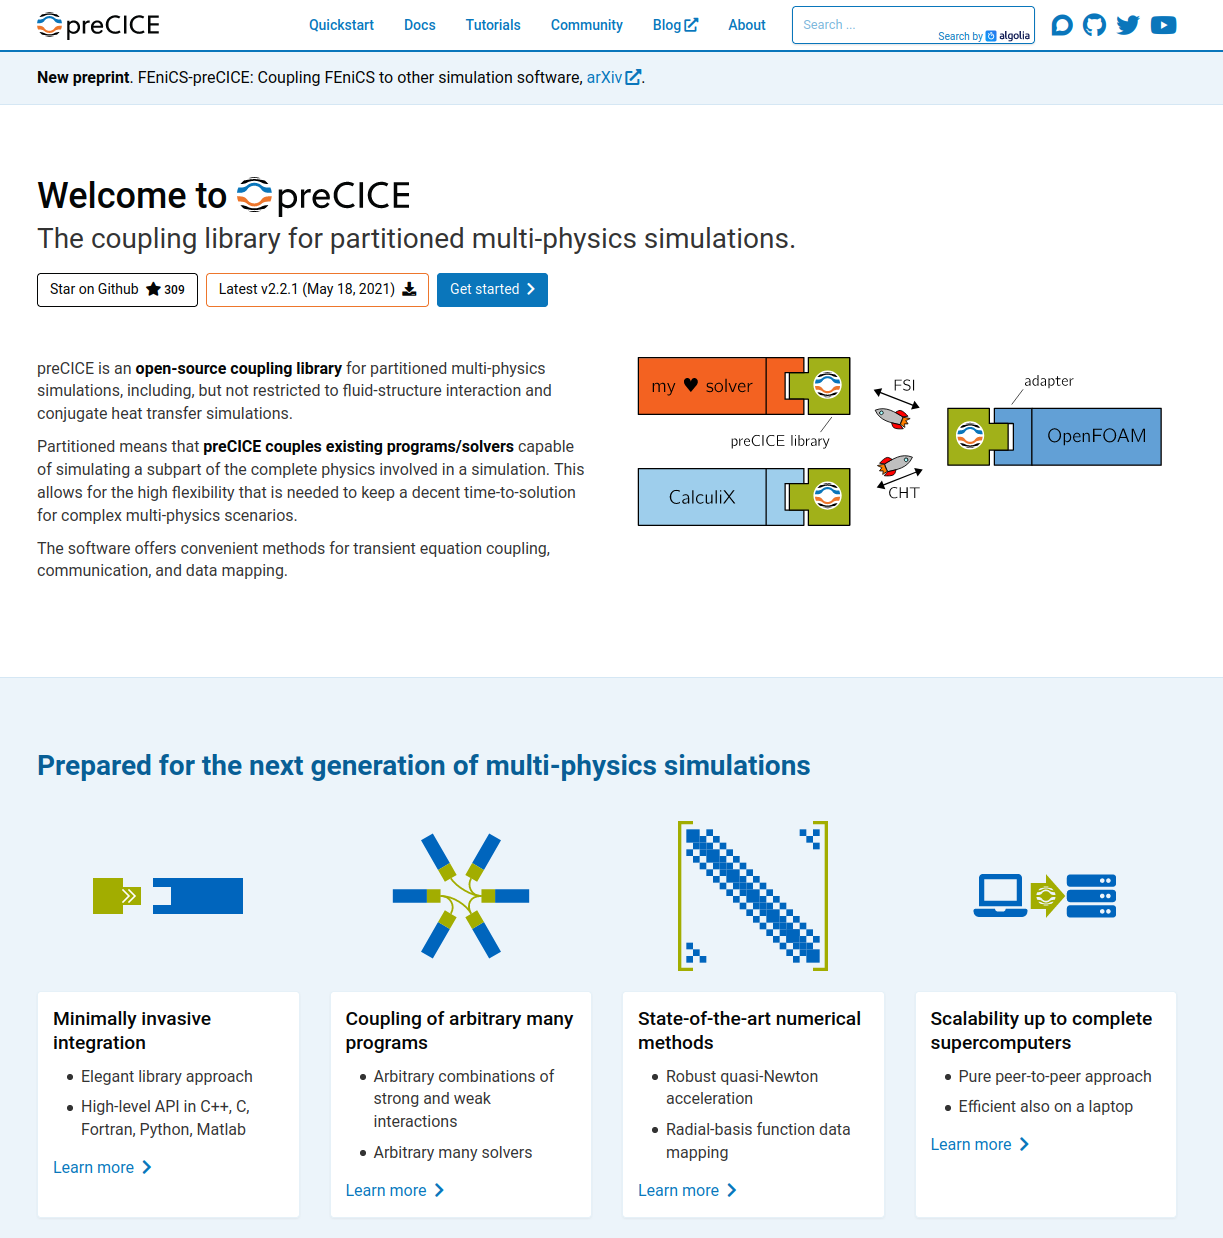 preCICE
Quickstart Docs Tutorials Community Blog About
Search ...
Search by algolia
New preprint. FEniCS-preCICE: Coupling FEniCS to other simulation software, arXiv.
Welcome to preCICE
The coupling library for partitioned multi-physics simulations.
Star on Github 309
Latest v2.2.1 (May 18, 2021)
Get started
preCICE is an open-source coupling library for partitioned multi-physics
simulations, including, but not restricted to fluid-structure interaction and
conjugate heat transfer simulations.
Partitioned means that preCICE couples existing programs/solvers capable
of simulating a subpart of the complete physics involved in a simulation. This
allows for the high flexibility that is needed to keep a decent time-to-solution
for complex multi-physics scenarios.
The software offers convenient methods for transient equation coupling,
communication, and data mapping.
my ♥ solver
preCICE library
CalculiX
FSI
CHT
adapter
OpenFOAM
Prepared for the next generation of multi-physics simulations
Minimally invasive
integration
• Elegant library approach
• High-level API in C++, C,
Fortran, Python, Matlab
Learn more
Coupling of arbitrary many
programs
• Arbitrary combinations of
strong and weak
interactions
• Arbitrary many solvers
Learn more
State-of-the-art numerical
methods
• Robust quasi-Newton
acceleration
• Radial-basis function data
mapping
Learn more
Scalability up to complete
supercomputers
• Pure peer-to-peer approach
• Efficient also on a laptop
Learn more